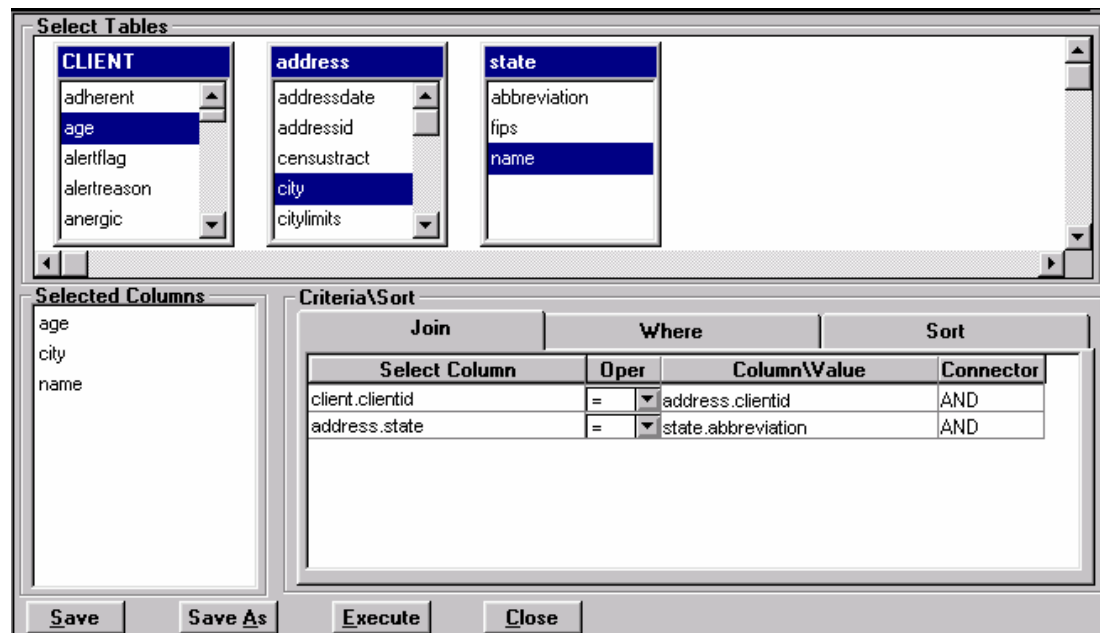 Select Tables
CLIENT
adherent
age
alertflag
alertreason
anergic
address
addressdate
addressid
censustract
city
citylimits
state
abbreviation
fips
name
Selected Columns
age
city
name
Criteria\Sort
Join Where Sort
Select Column Oper Column\Value Connector
client.clientid = address.clientid AND
address.state = state.abbreviation AND
Save Save As Execute Close